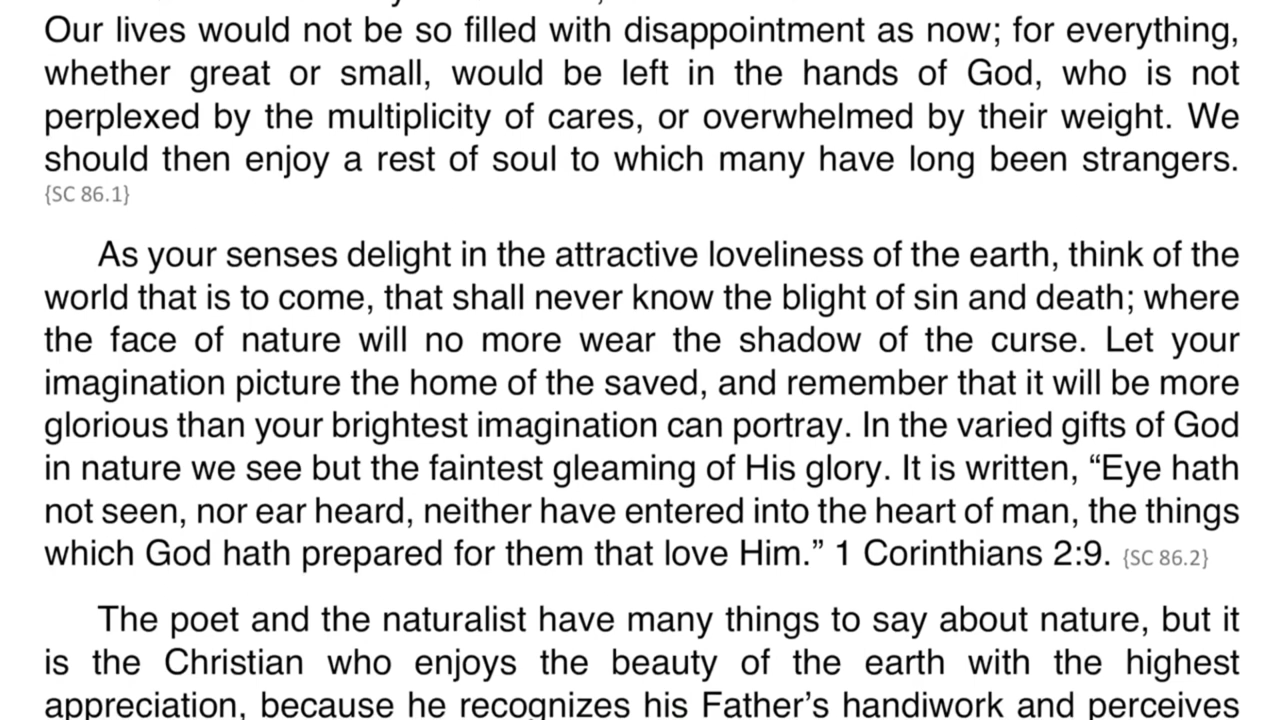 Our lives would not be so filled with disappointment as now; for everything,
whether great or small, would be left in the hands of God, who is not
perplexed by the multiplicity of cares, or overwhelmed by their weight. We
should then enjoy a rest of soul to which many have long been strangers.
{SC 86.1}
As your senses delight in the attractive loveliness of the earth, think of the
world that is to come, that shall never know the blight of sin and death; where
the face of nature will no more wear the shadow of the curse. Let your
imagination picture the home of the saved, and remember that it will be more
glorious than your brightest imagination can portray. In the varied gifts of God
in nature we see but the faintest gleaming of His glory. It is written, “Eye hath
not seen, nor ear heard, neither have entered into the heart of man, the things
which God hath prepared for them that love Him.” 1 Corinthians 2:9. {SC 86.2}
The poet and the naturalist have many things to say about nature, but it
is the Christian who enjoys the beauty of the earth with the highest
appreciation, because he recognizes his Father’s handiwork and perceives